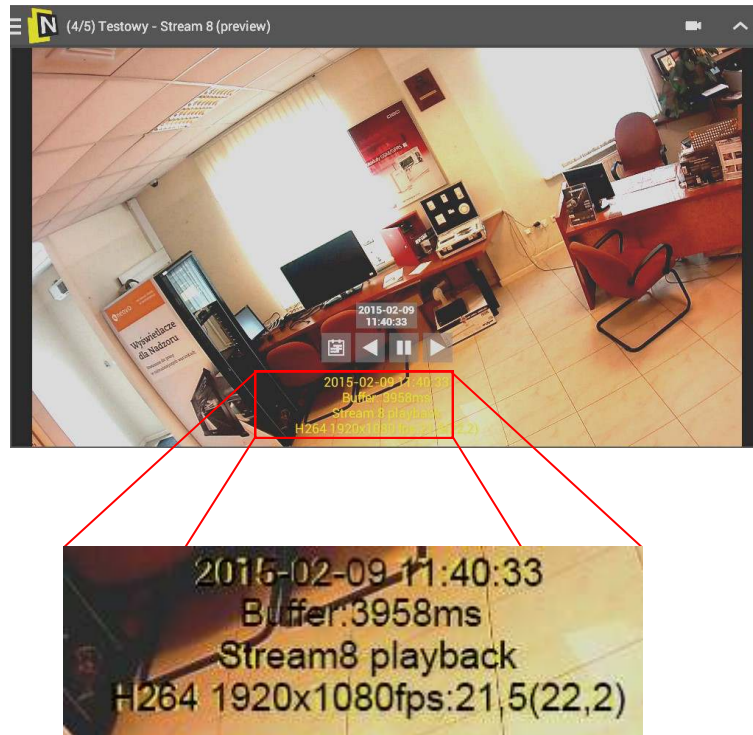 N (4/5) Testowy - Stream 8 (preview)
Wyświetlacze
dla Nadzoru
2015-02-09
11:40:33
2015-02-09 11:40:33
Buffer:3958ms
Stream 8 playback
H264 1920x1080 fps:21,5(22,2)
2015-02-09 11:40:33
Buffer:3958ms
Stream8 playback
H264 1920x1080fps:21,5(22,2)